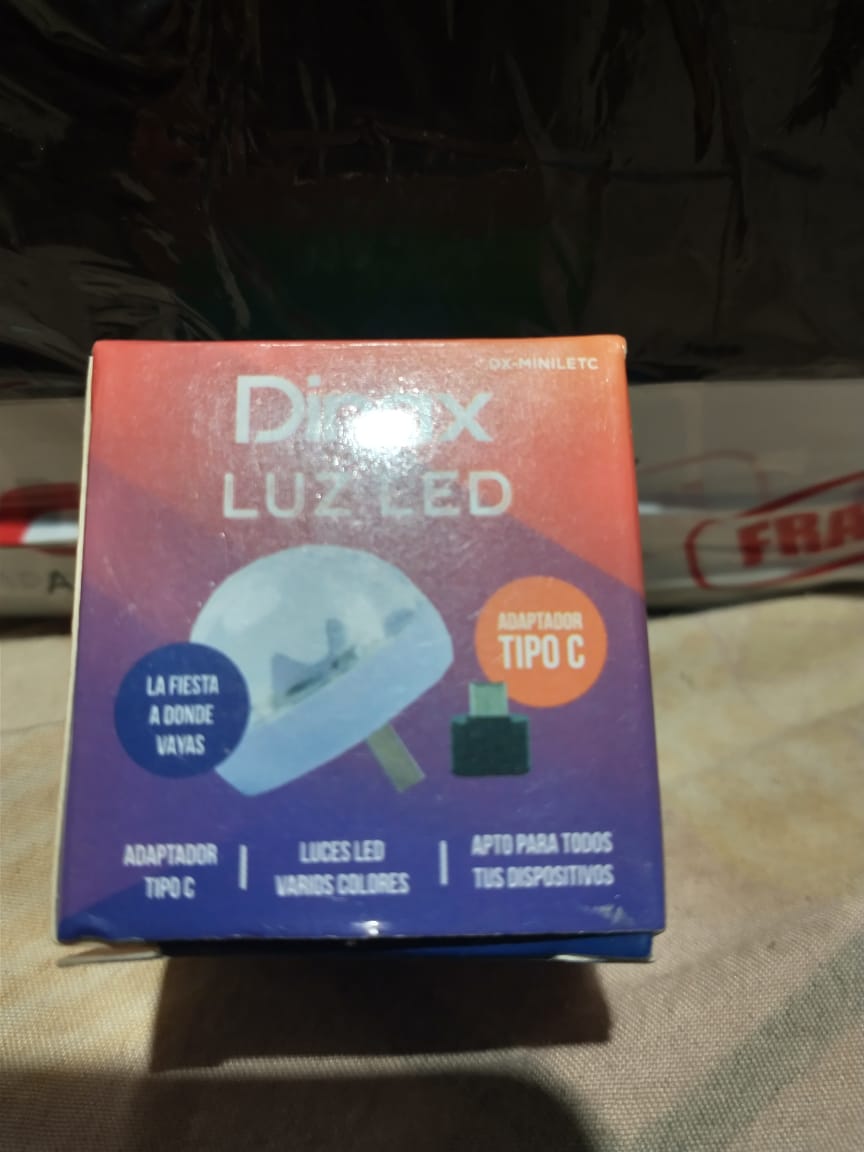 DX-MINILETC
Dinax
LUZ LED
ADAPTADOR
TIPO C
LA FIESTA
A DONDE
VAYAS
ADAPTADOR
TIPO C
LUCES LED
VARIOS COLORES
APTO PARA TODOS
TUS DISPOSITIVOS
FRA